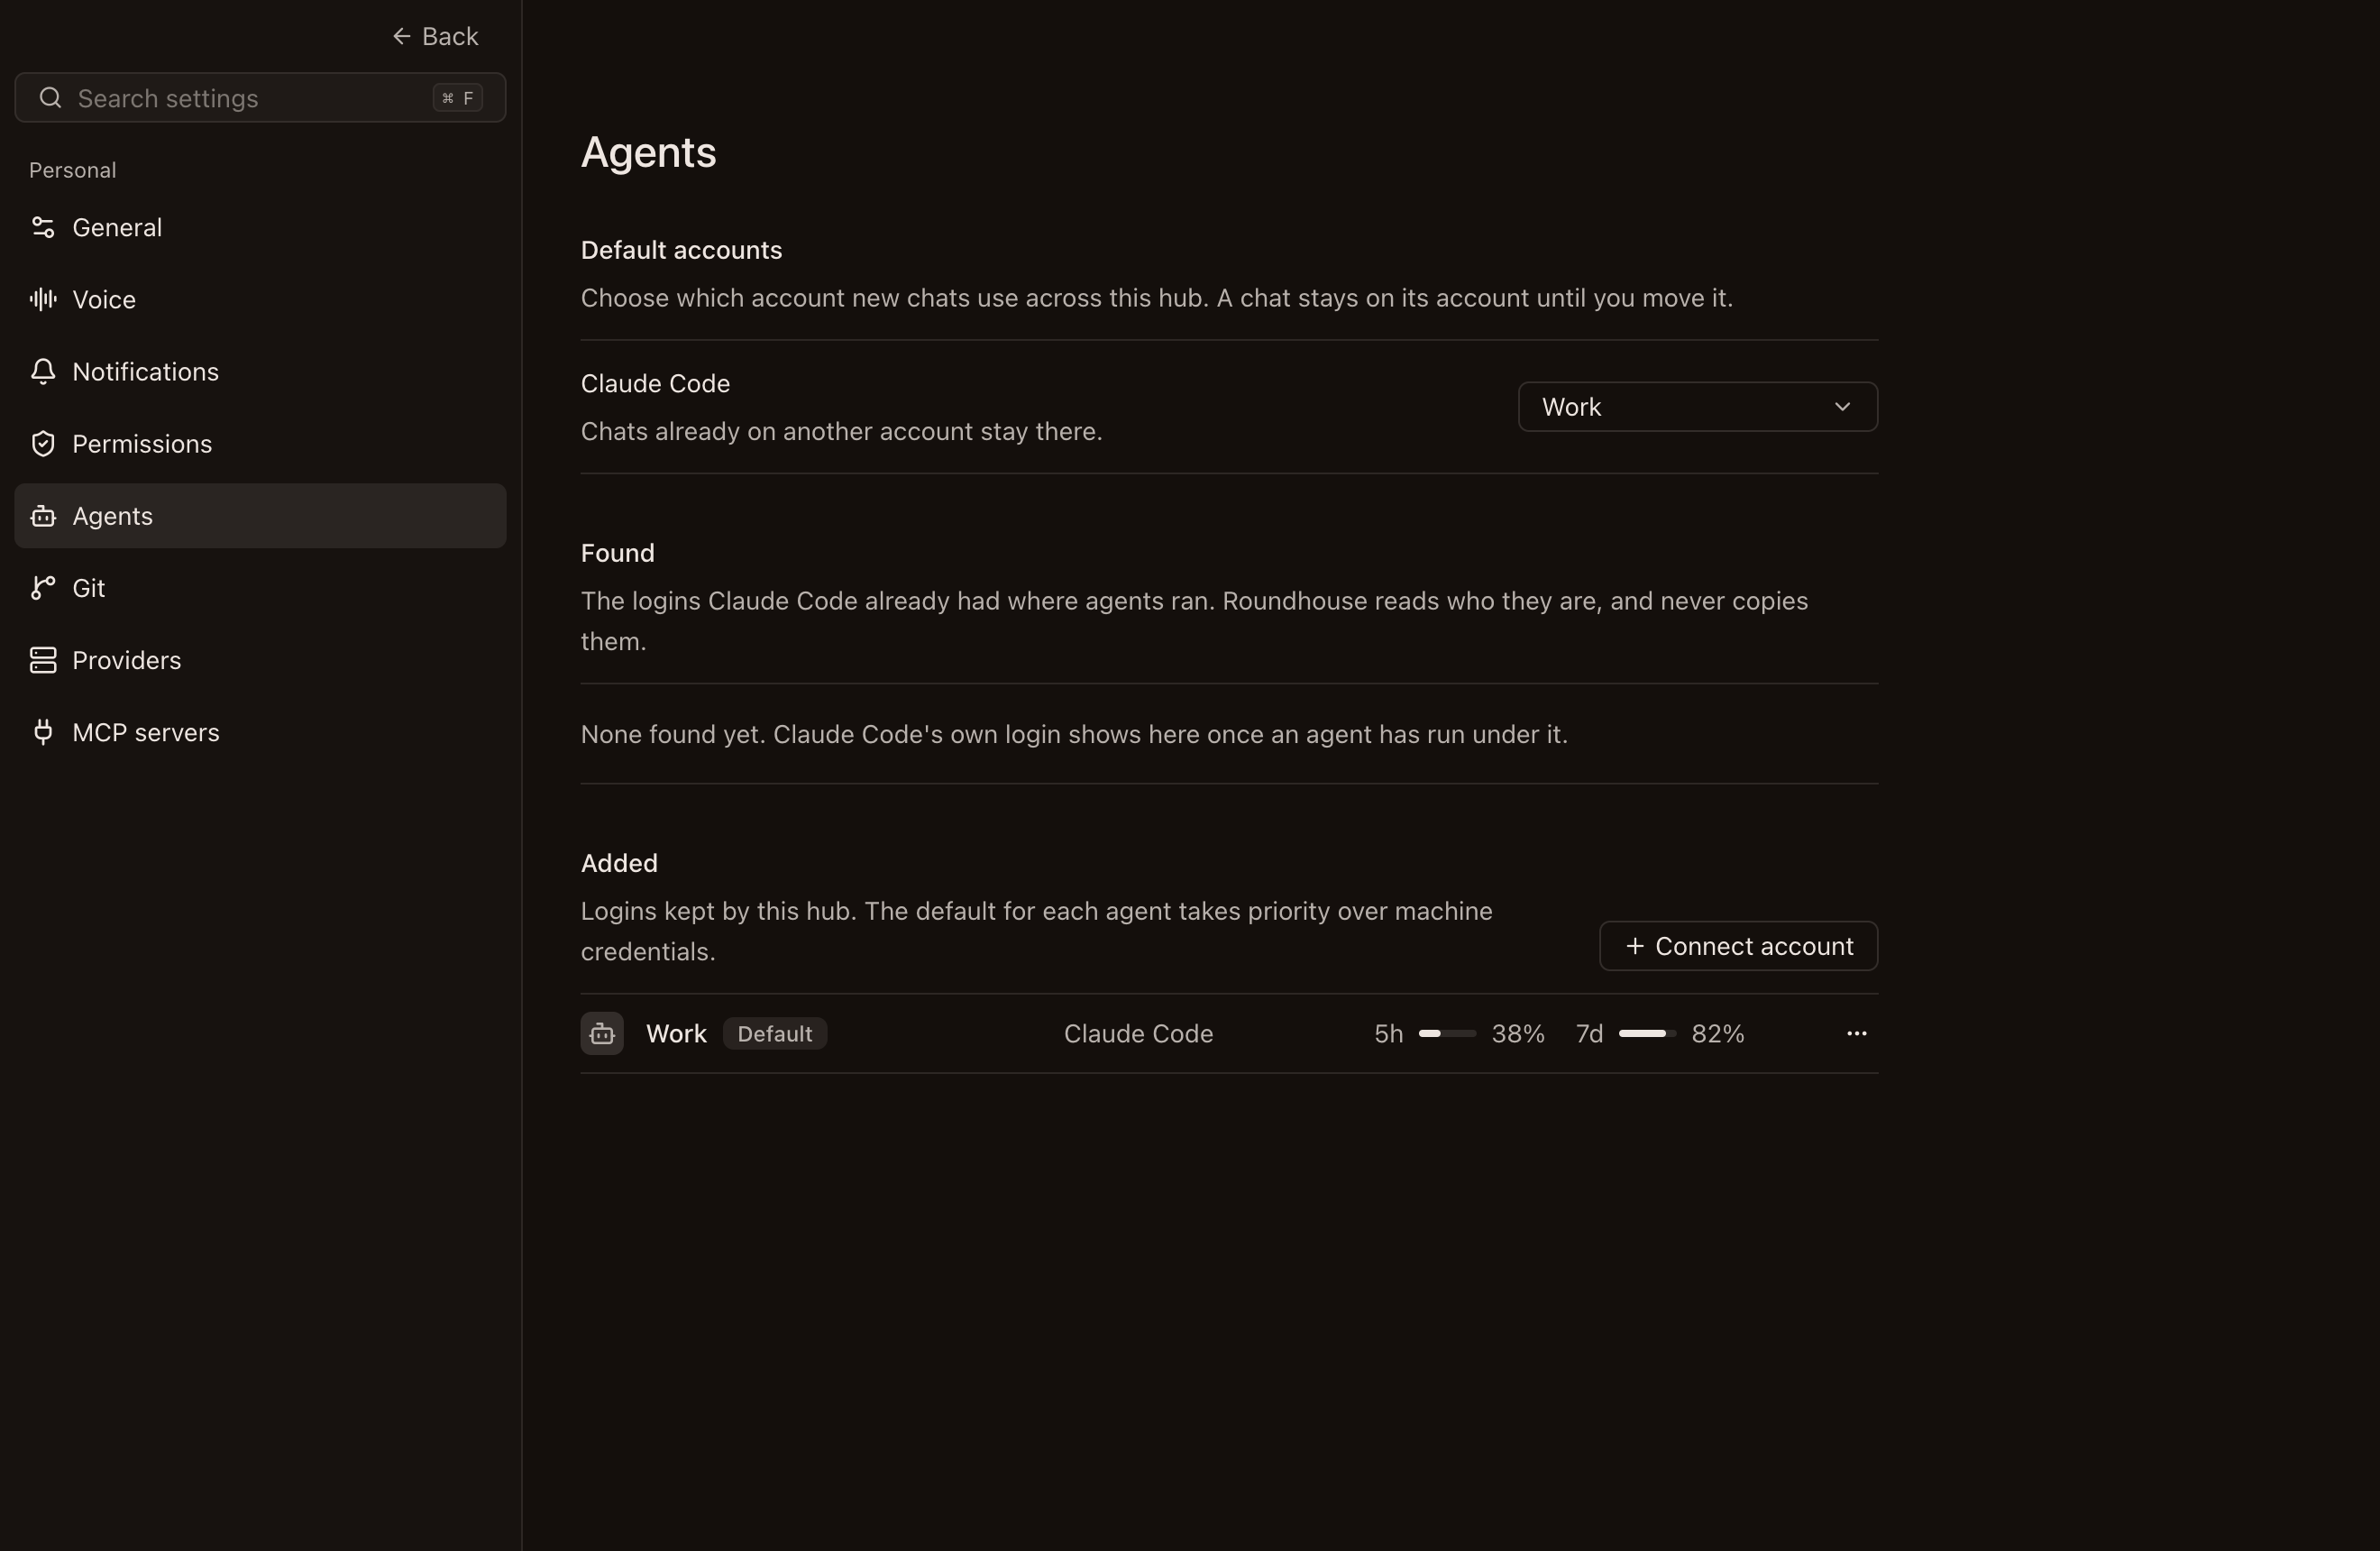 Back
Search settings
⌘ F
Personal
General
Voice
Notifications
Permissions
Agents
Git
Providers
MCP servers
Agents
Default accounts
Choose which account new chats use across this hub. A chat stays on its account until you move it.
Claude Code
Work
Chats already on another account stay there.
Found
The logins Claude Code already had where agents ran. Roundhouse reads who they are, and never copies
them.
None found yet. Claude Code's own login shows here once an agent has run under it.
Added
Logins kept by this hub. The default for each agent takes priority over machine
credentials.
Connect account
Work Default Claude Code 5h 38% 7d 82%